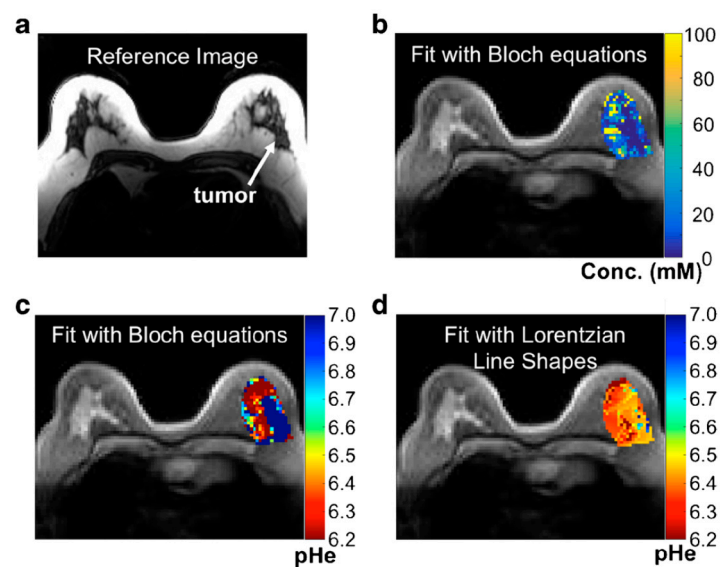 a
Reference Image
tumor
b
Fit with Bloch equations
100
80
60
40
20
0
Conc. (mM)
c
Fit with Bloch equations
7.0
6.9
6.8
6.7
6.6
6.5
6.4
6.3
6.2
pHe
d
Fit with Lorentzian
Line Shapes
7.0
6.9
6.8
6.7
6.6
6.5
6.4
6.3
6.2
pHe